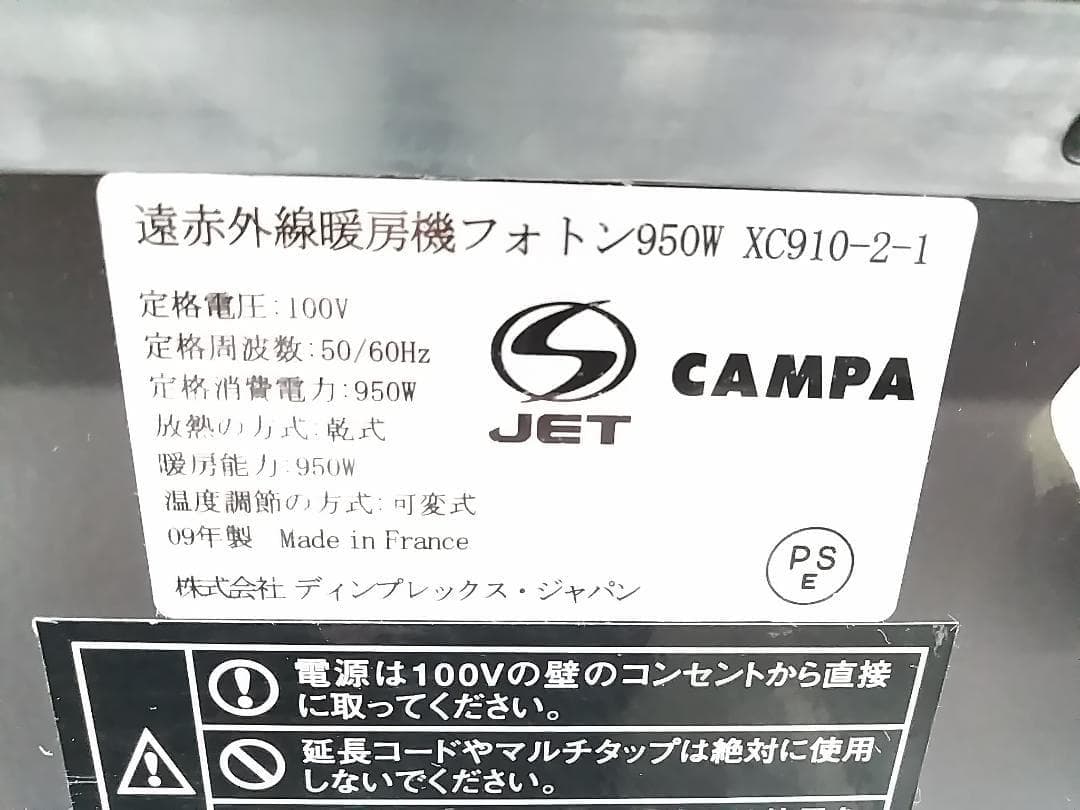 遠赤外線暖房機フォトン950W XC910-2-1
定格電圧:100V
定格周波数:50/60Hz
定格消費電力:950W
放熱の方式:乾式
暖房能力:950W
温度調節の方式:可変式
09年製 Made in France
株式会社 ディンプレックス・ジャパン
JET
CAMPA
PS
E
電源は100Vの壁のコンセントから直接
に取ってください。
延長コードやマルチタップは絶対に使用
しないでください。